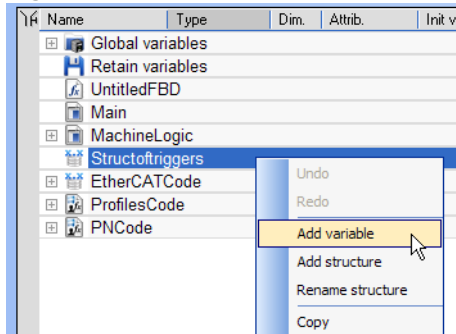 Name Type Dim. Attrib. Init v
Global variables
Retain variables
UntitledFBD
Main
MachineLogic
Structoftriggers
EtherCATCode
ProfilesCode
PNCode
Undo
Redo
Add variable
Add structure
Rename structure
Copy